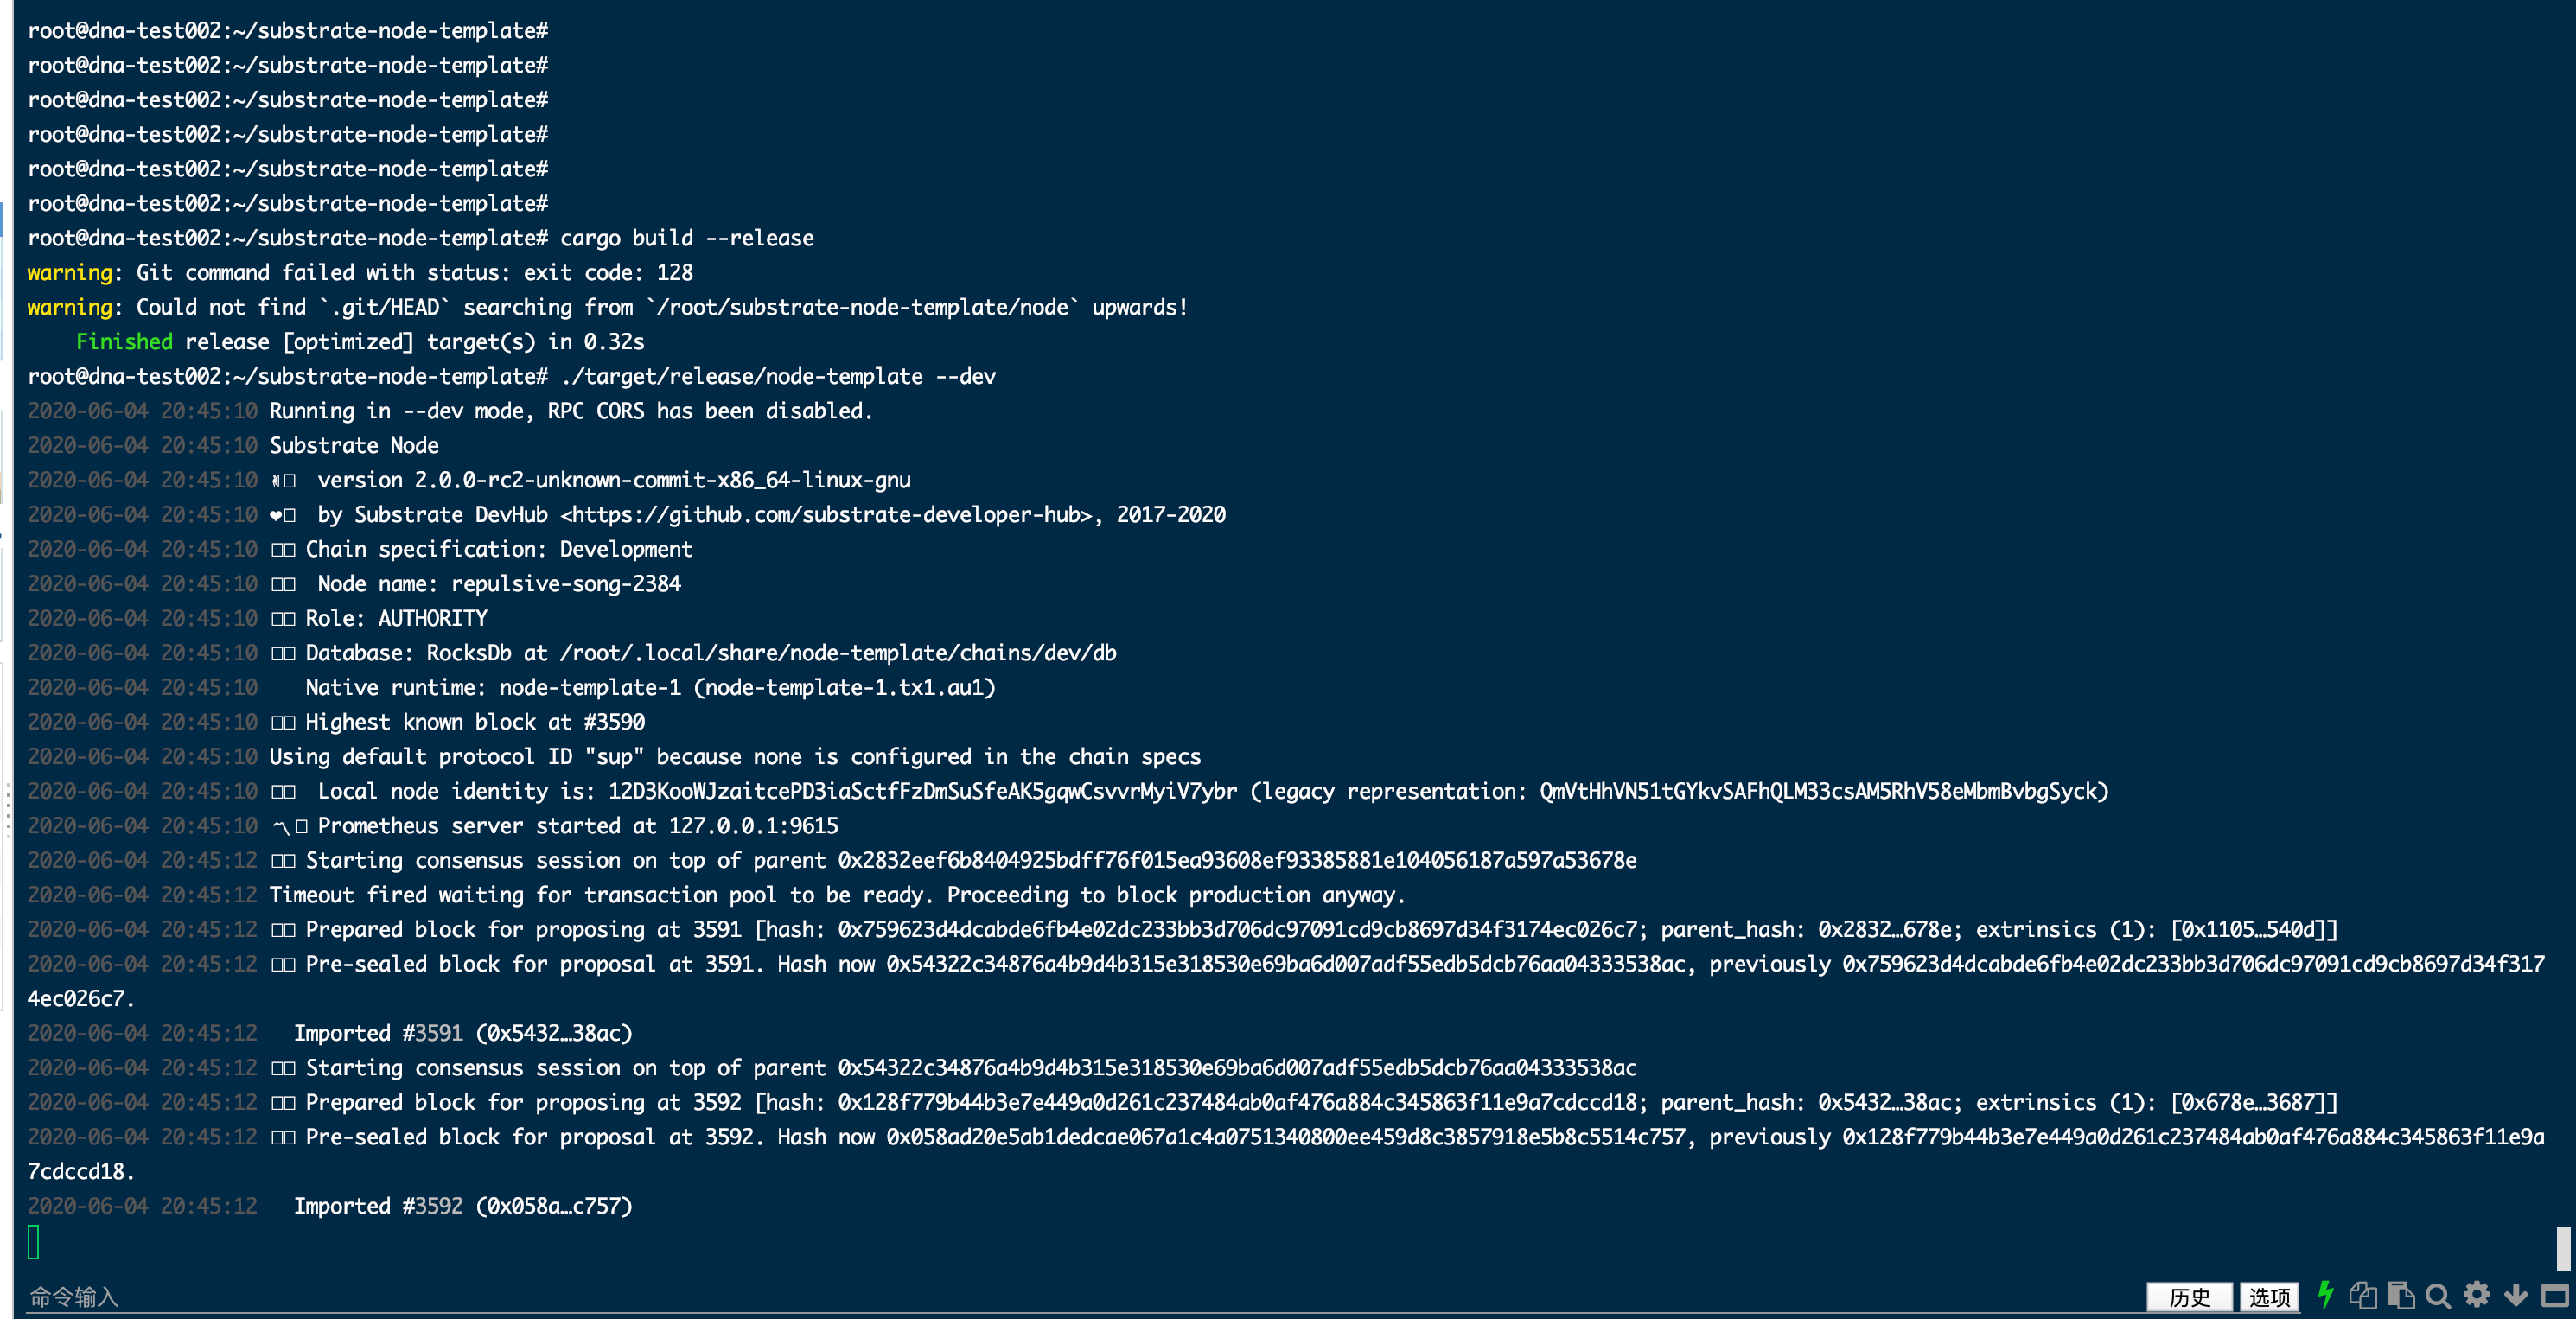 root@dna-test002:~/substrate-node-template#
root@dna-test002:~/substrate-node-template#
root@dna-test002:~/substrate-node-template#
root@dna-test002:~/substrate-node-template#
root@dna-test002:~/substrate-node-template#
root@dna-test002:~/substrate-node-template#
root@dna-test002:~/substrate-node-template# cargo build --release
warning: Git command failed with status: exit code: 128
warning: Could not find `.git/HEAD` searching from `/root/substrate-node-template/node` upwards!
Finished release [optimized] target(s) in 0.32s
root@dna-test002:~/substrate-node-template# ./target/release/node-template --dev
2020-06-04 20:45:10 Running in --dev mode, RPC CORS has been disabled.
2020-06-04 20:45:10 Substrate Node
2020-06-04 20:45:10 ✌□ version 2.0.0-rc2-unknown-commit-x86_64-linux-gnu
2020-06-04 20:45:10 ❤□ by Substrate DevHub <https://github.com/substrate-developer-hub>, 2017-2020
2020-06-04 20:45:10 □□ Chain specification: Development
2020-06-04 20:45:10 □□ Node name: repulsive-song-2384
2020-06-04 20:45:10 □□ Role: AUTHORITY
2020-06-04 20:45:10 □□ Database: RocksDb at /root/.local/share/node-template/chains/dev/db
2020-06-04 20:45:10 Native runtime: node-template-1 (node-template-1.tx1.au1)
2020-06-04 20:45:10 □□ Highest known block at #3590
2020-06-04 20:45:10 Using default protocol ID "sup" because none is configured in the chain specs
2020-06-04 20:45:10 □□ Local node identity is: 12D3KooWJzaitcePD3iaSctfFzDmSuSfeAK5gqwCsvvrMyiV7ybr (legacy representation: QmVtHhVN51tGYkvSAFhQLM33csAM5RhV58eMbmBvbgSyck)
2020-06-04 20:45:10 〽□ Prometheus server started at 127.0.0.1:9615
2020-06-04 20:45:12 □□ Starting consensus session on top of parent 0x2832eef6b8404925bdff76f015ea93608ef93385881e104056187a597a53678e
2020-06-04 20:45:12 Timeout fired waiting for transaction pool to be ready. Proceeding to block production anyway.
2020-06-04 20:45:12 □□ Prepared block for proposing at 3591 [hash: 0x759623d4dcabde6fb4e02dc233bb3d706dc97091cd9cb8697d34f3174ec026c7; parent_hash: 0x2832…678e; extrinsics (1): [0x1105…540d]]
2020-06-04 20:45:12 □□ Pre-sealed block for proposal at 3591. Hash now 0x54322c34876a4b9d4b315e318530e69ba6d007adf55edb5dcb76aa04333538ac, previously 0x759623d4dcabde6fb4e02dc233bb3d706dc97091cd9cb8697d34f317
4ec026c7.
2020-06-04 20:45:12 Imported #3591 (0x5432…38ac)
2020-06-04 20:45:12 □□ Starting consensus session on top of parent 0x54322c34876a4b9d4b315e318530e69ba6d007adf55edb5dcb76aa04333538ac
2020-06-04 20:45:12 □□ Prepared block for proposing at 3592 [hash: 0x128f779b44b3e7e449a0d261c237484ab0af476a884c345863f11e9a7cdccd18; parent_hash: 0x5432…38ac; extrinsics (1): [0x678e…3687]]
2020-06-04 20:45:12 □□ Pre-sealed block for proposal at 3592. Hash now 0x058ad20e5ab1dedcae067a1c4a0751340800ee459d8c3857918e5b8c5514c757, previously 0x128f779b44b3e7e449a0d261c237484ab0af476a884c345863f11e9a
7cdccd18.
2020-06-04 20:45:12 Imported #3592 (0x058a…c757)
命令输入 历史 选项